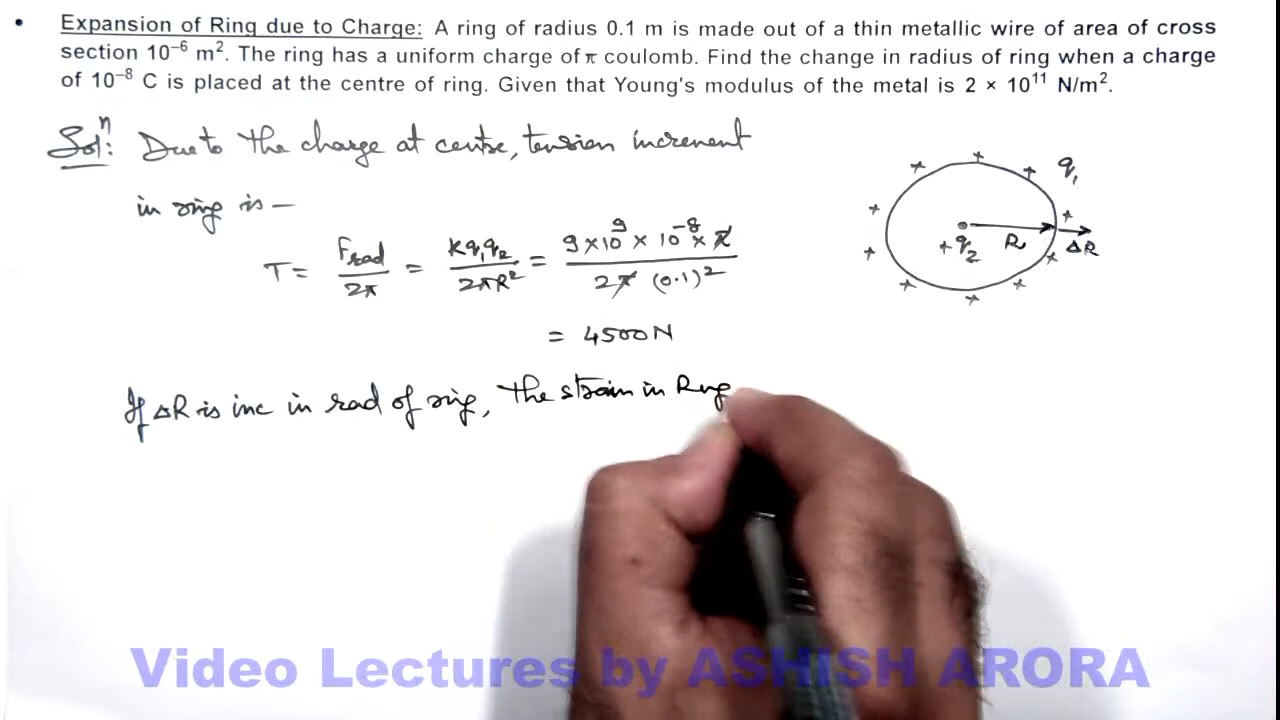 • Expansion of Ring due to Charge: A ring of radius 0.1 m is made out of a thin metallic wire of area of cross
section 10⁻⁶ m². The ring has a uniform charge of π coulomb. Find the change in radius of ring when a charge
of 10⁻⁸ C is placed at the centre of ring. Given that Young's modulus of the metal is 2 × 10¹¹ N/m².
Solⁿ: Due to the charge at centre, tension increment
in ring is —
T = Frad / 2π = Kq₁q₂ / 2πR² = 9×10⁹ × 10⁻⁸ × π / 2π (0.1)²
= 4500N
If ΔR is inc in rad of ring, the strain in Ring
+ + + q₁
+ +
+q₂ R ΔR
+ +
+ + +
Video Lectures by ASHISH ARORA